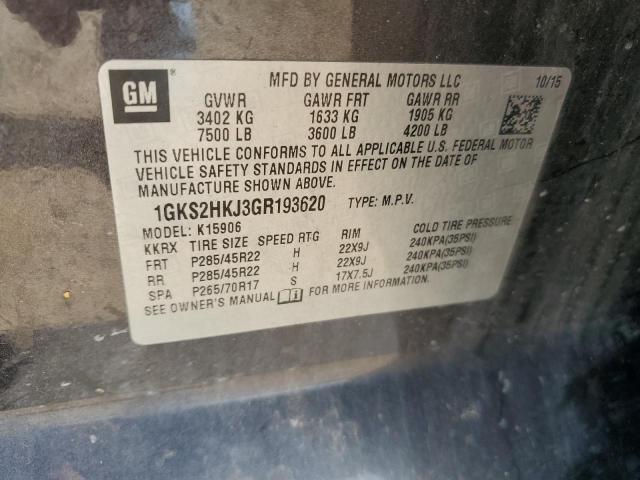 GM
MFD BY GENERAL MOTORS LLC 10/15
GVWR GAWR FRT GAWR RR
3402 KG 1633 KG 1905 KG
7500 LB 3600 LB 4200 LB
THIS VEHICLE CONFORMS TO ALL APPLICABLE U.S. FEDERAL MOTOR
VEHICLE SAFETY STANDARDS IN EFFECT ON THE DATE OF
MANUFACTURE SHOWN ABOVE.
1GKS2HKJ3GR193620 TYPE: M.P.V.
MODEL: K15906
KKRX TIRE SIZE SPEED RTG RIM COLD TIRE PRESSURE
FRT P285/45R22 H 22X9J 240KPA(35PSI)
RR P285/45R22 H 22X9J 240KPA(35PSI)
SPA P265/70R17 S 17X7.5J 240KPA(35PSI)
SEE OWNER'S MANUAL FOR MORE INFORMATION.